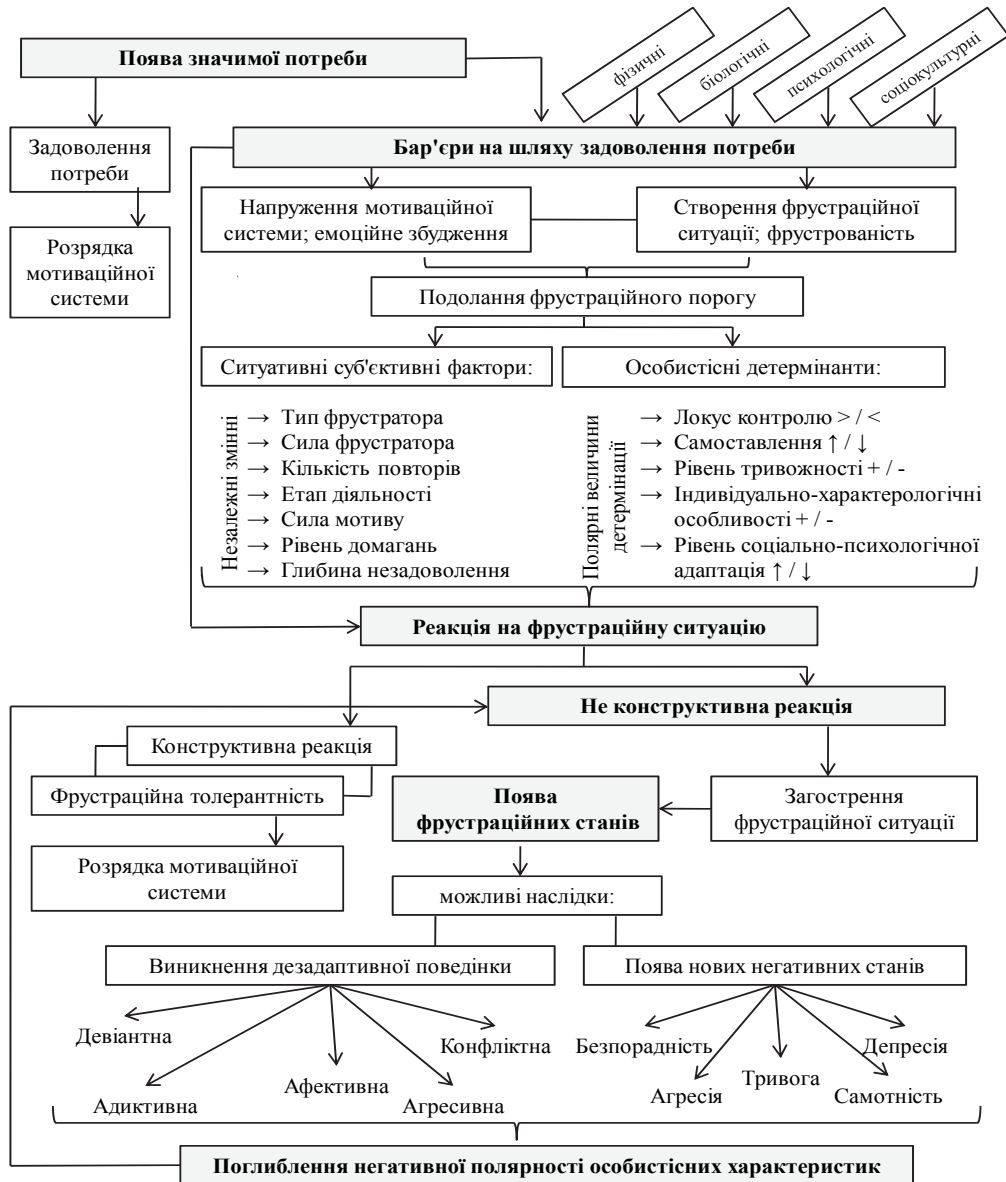 Поява значимої потреби
фізичні
біологічні
психологічні
соціокультурні
Задоволення
потреби
Бар'єри на шляху задоволення потреби
Розрядка
мотиваційної
системи
Напруження мотиваційної
системи; емоційне збудження
Створення фрустраційної
ситуації; фрустрованість
Подолання фрустраційного порогу
Ситуативні суб'єктивні фактори:
Незалежні змінні
→ Тип фрустратора
→ Сила фрустратора
→ Кількість повторів
→ Етап діяльності
→ Сила мотиву
→ Рівень домагань
→ Глибина незадоволення
Особистісні детермінанти:
Полярні величини
детермінації
→ Локус контролю > / <
→ Самоставлення ↑ / ↓
→ Рівень тривожності + / -
→ Індивідуально-характерологічні
особливості + / -
→ Рівень соціально-психологічної
адаптація ↑ / ↓
Реакція на фрустраційну ситуацію
Не конструктивна реакція
Конструктивна реакція
Фрустраційна толерантність
Розрядка мотиваційної
системи
Поява
фрустраційних станів
Загострення
фрустраційної ситуації
можливі наслідки:
Виникнення дезадаптивної поведінки
Девіантна
Адиктивна
Афективна
Агресивна
Конфліктна
Поява нових негативних станів
Безпорадність
Агресія
Тривога
Самотність
Депресія
Поглиблення негативної полярності особистісних характеристик